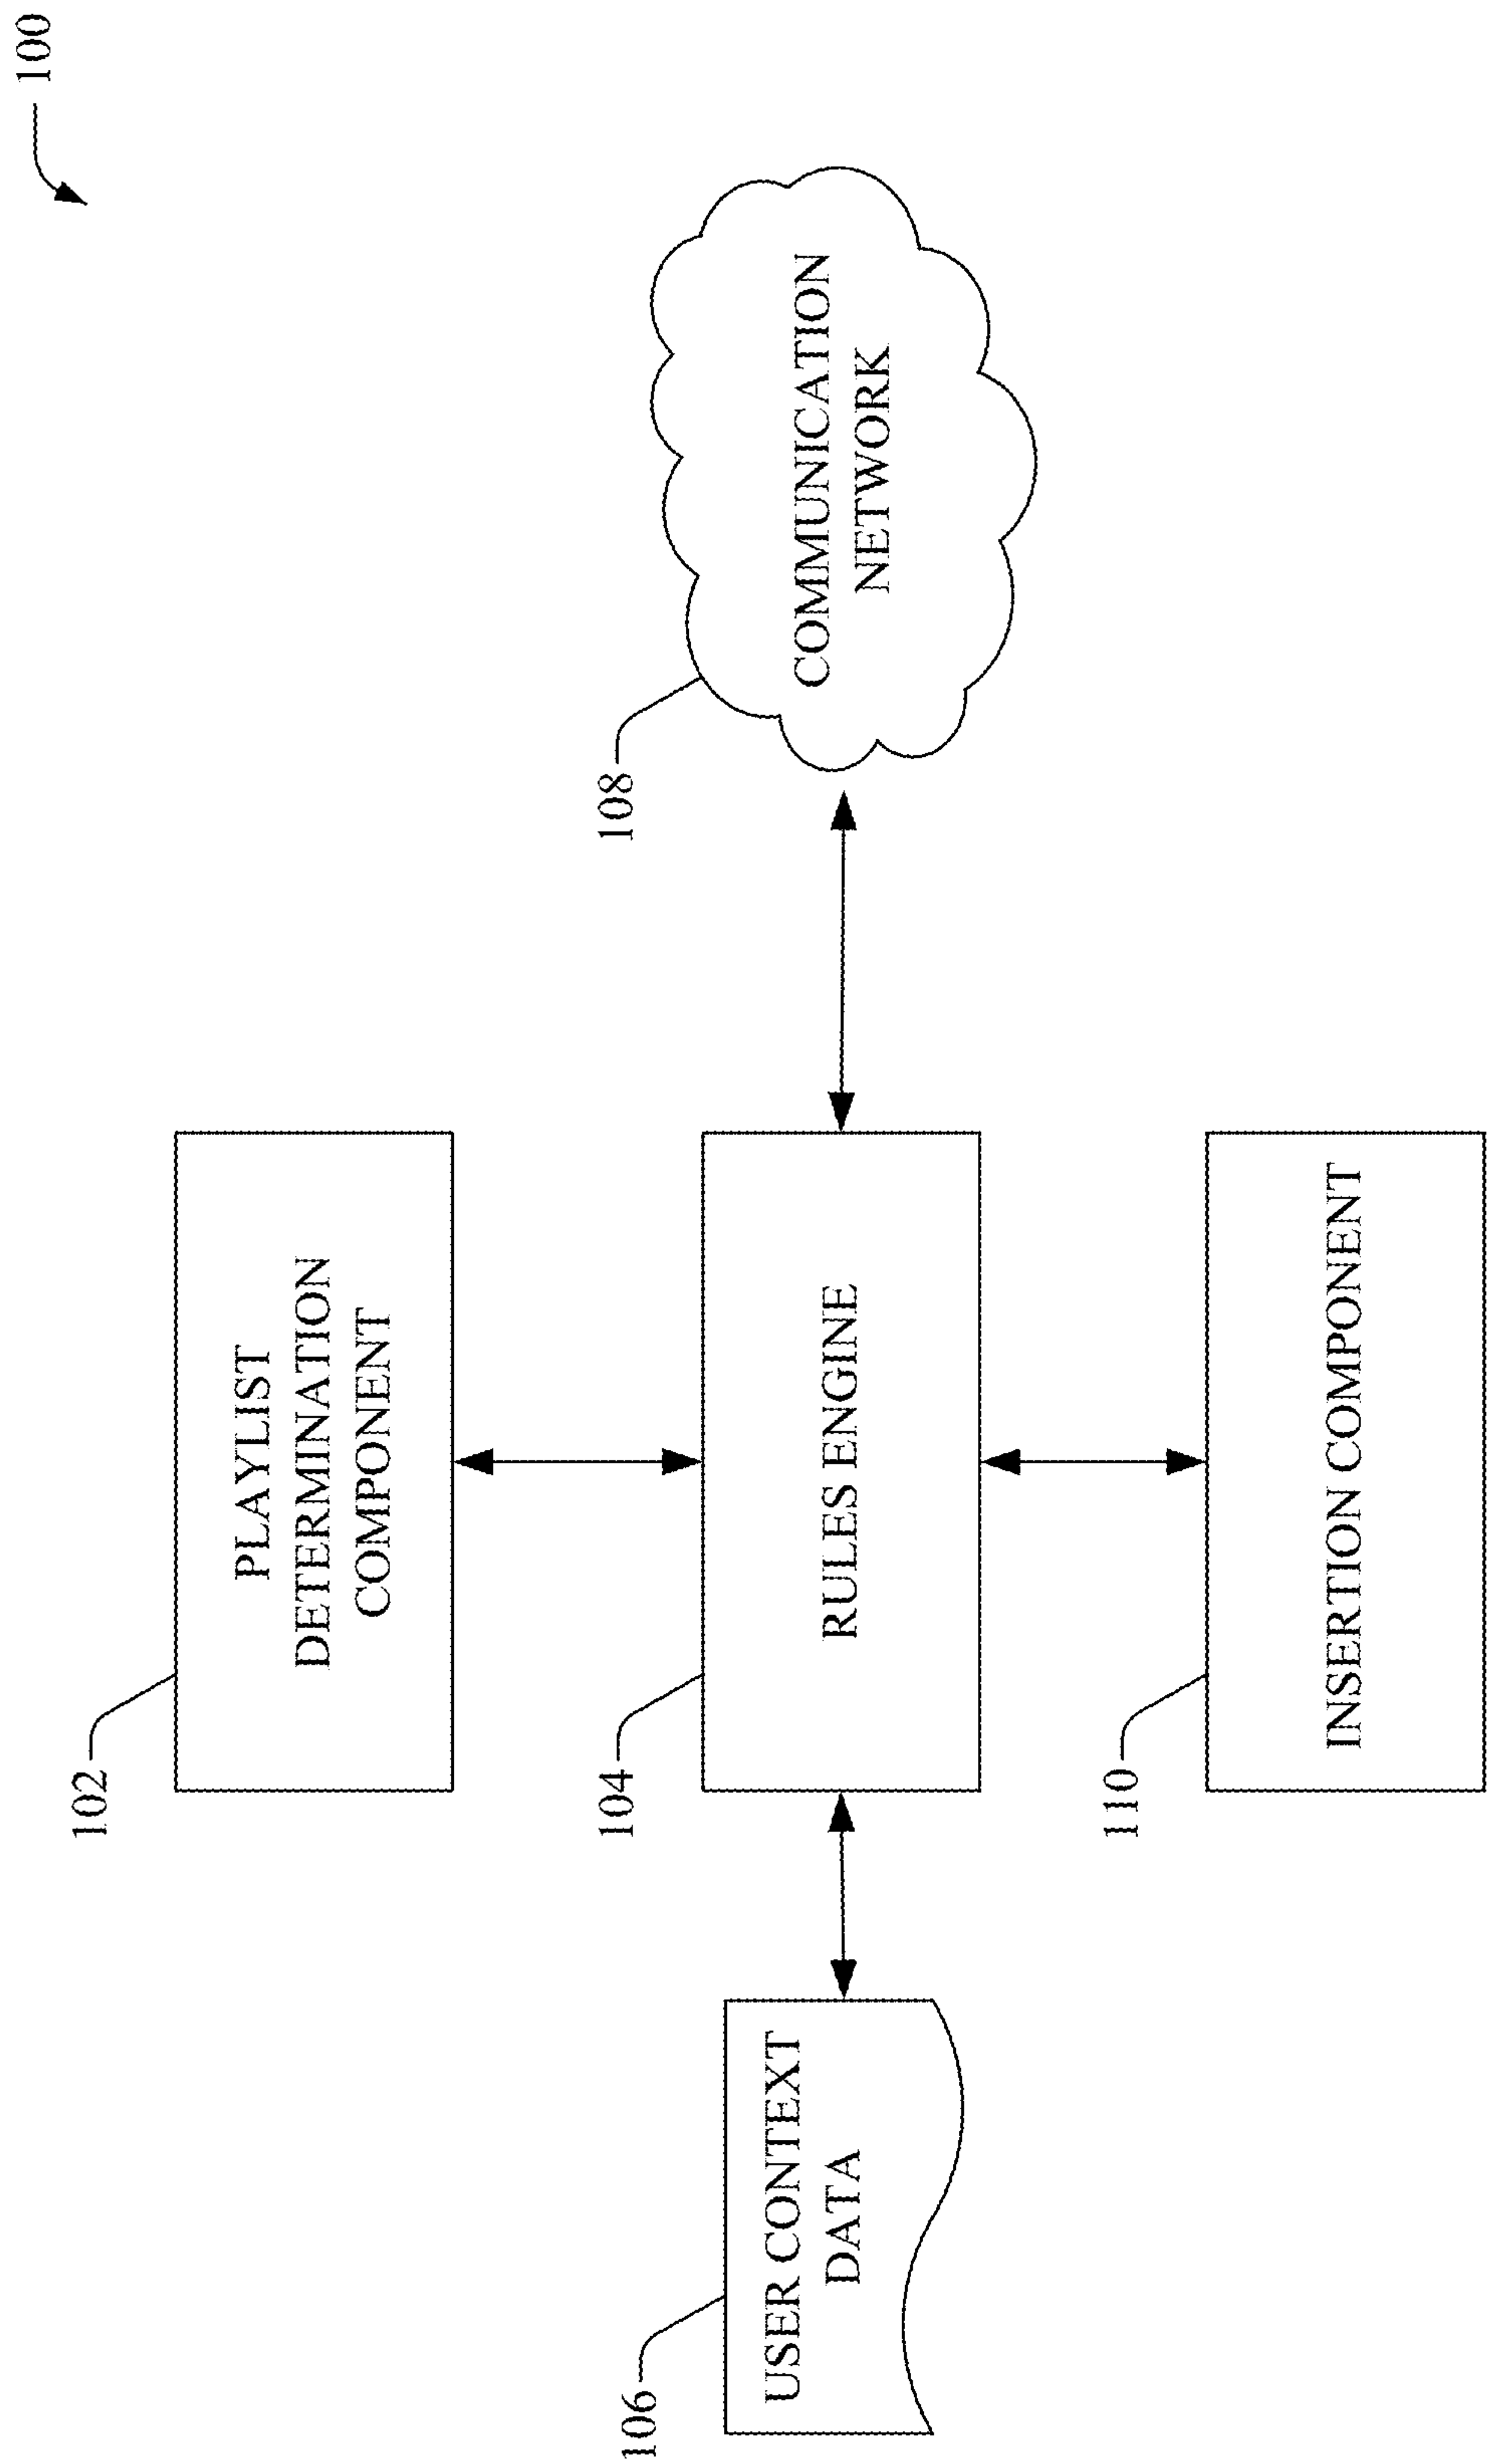 100
102
PLAYLIST
DETERMINATION
COMPONENT
106
USER CONTEXT
DATA
104
RULES ENGINE
108
COMMUNICATION
NETWORK
110
INSERTION COMPONENT